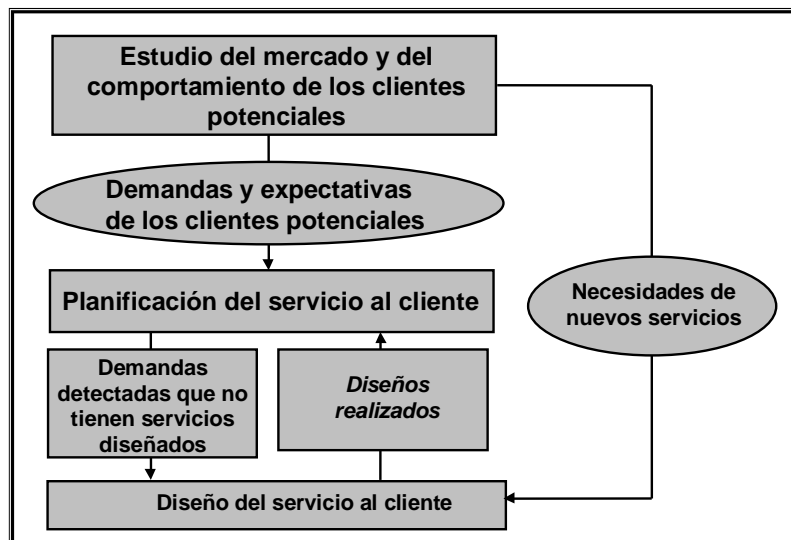 Estudio del mercado y del
comportamiento de los clientes
potenciales
Demandas y expectativas
de los clientes potenciales
Planificación del servicio al cliente
Necesidades de
nuevos servicios
Demandas
detectadas que no
tienen servicios
diseñados
Diseños
realizados
Diseño del servicio al cliente